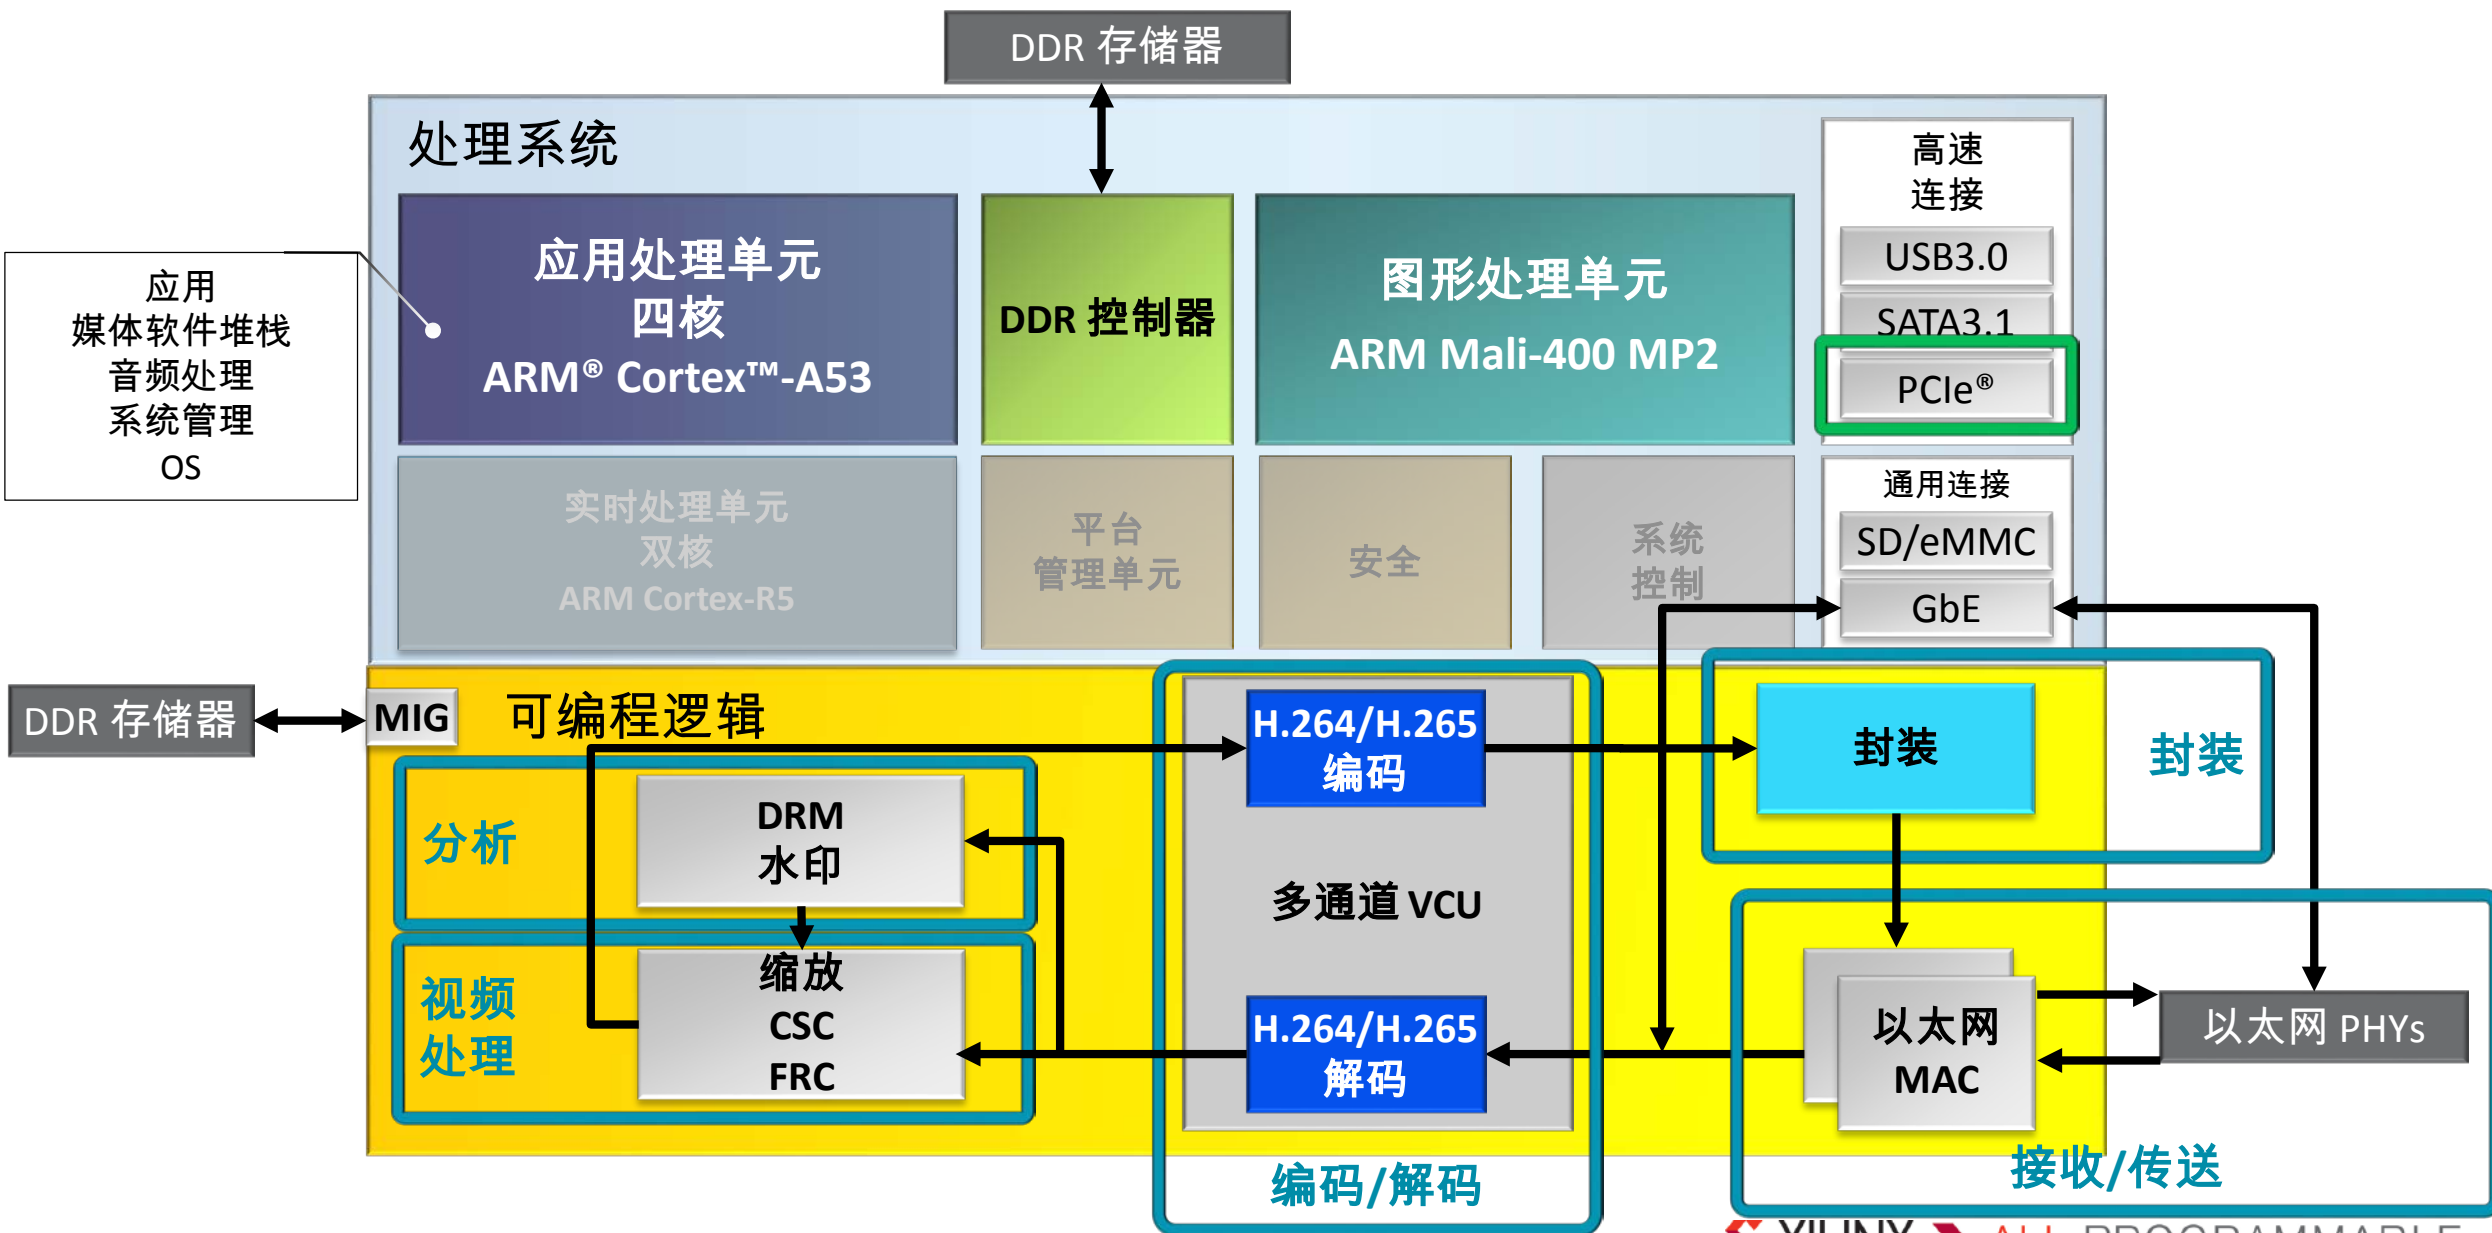 DDR 存储器
处理系统
应用处理单元
四核
ARM® Cortex™-A53
DDR 控制器
图形处理单元
ARM Mali-400 MP2
高速
连接
USB3.0
SATA3.1
PCIe®
应用
媒体软件堆栈
音频处理
系统管理
OS
实时处理单元
双核
ARM Cortex-R5
平台
管理单元
安全
系统
控制
通用连接
SD/eMMC
GbE
DDR 存储器
MIG
可编程逻辑
H.264/H.265
编码
封装
封装
分析
DRM
水印
多通道 VCU
视频
处理
缩放
CSC
FRC
H.264/H.265
解码
以太网
MAC
以太网 PHYs
编码/解码
接收/传送
XILINX ALL PROGRAMMABLE